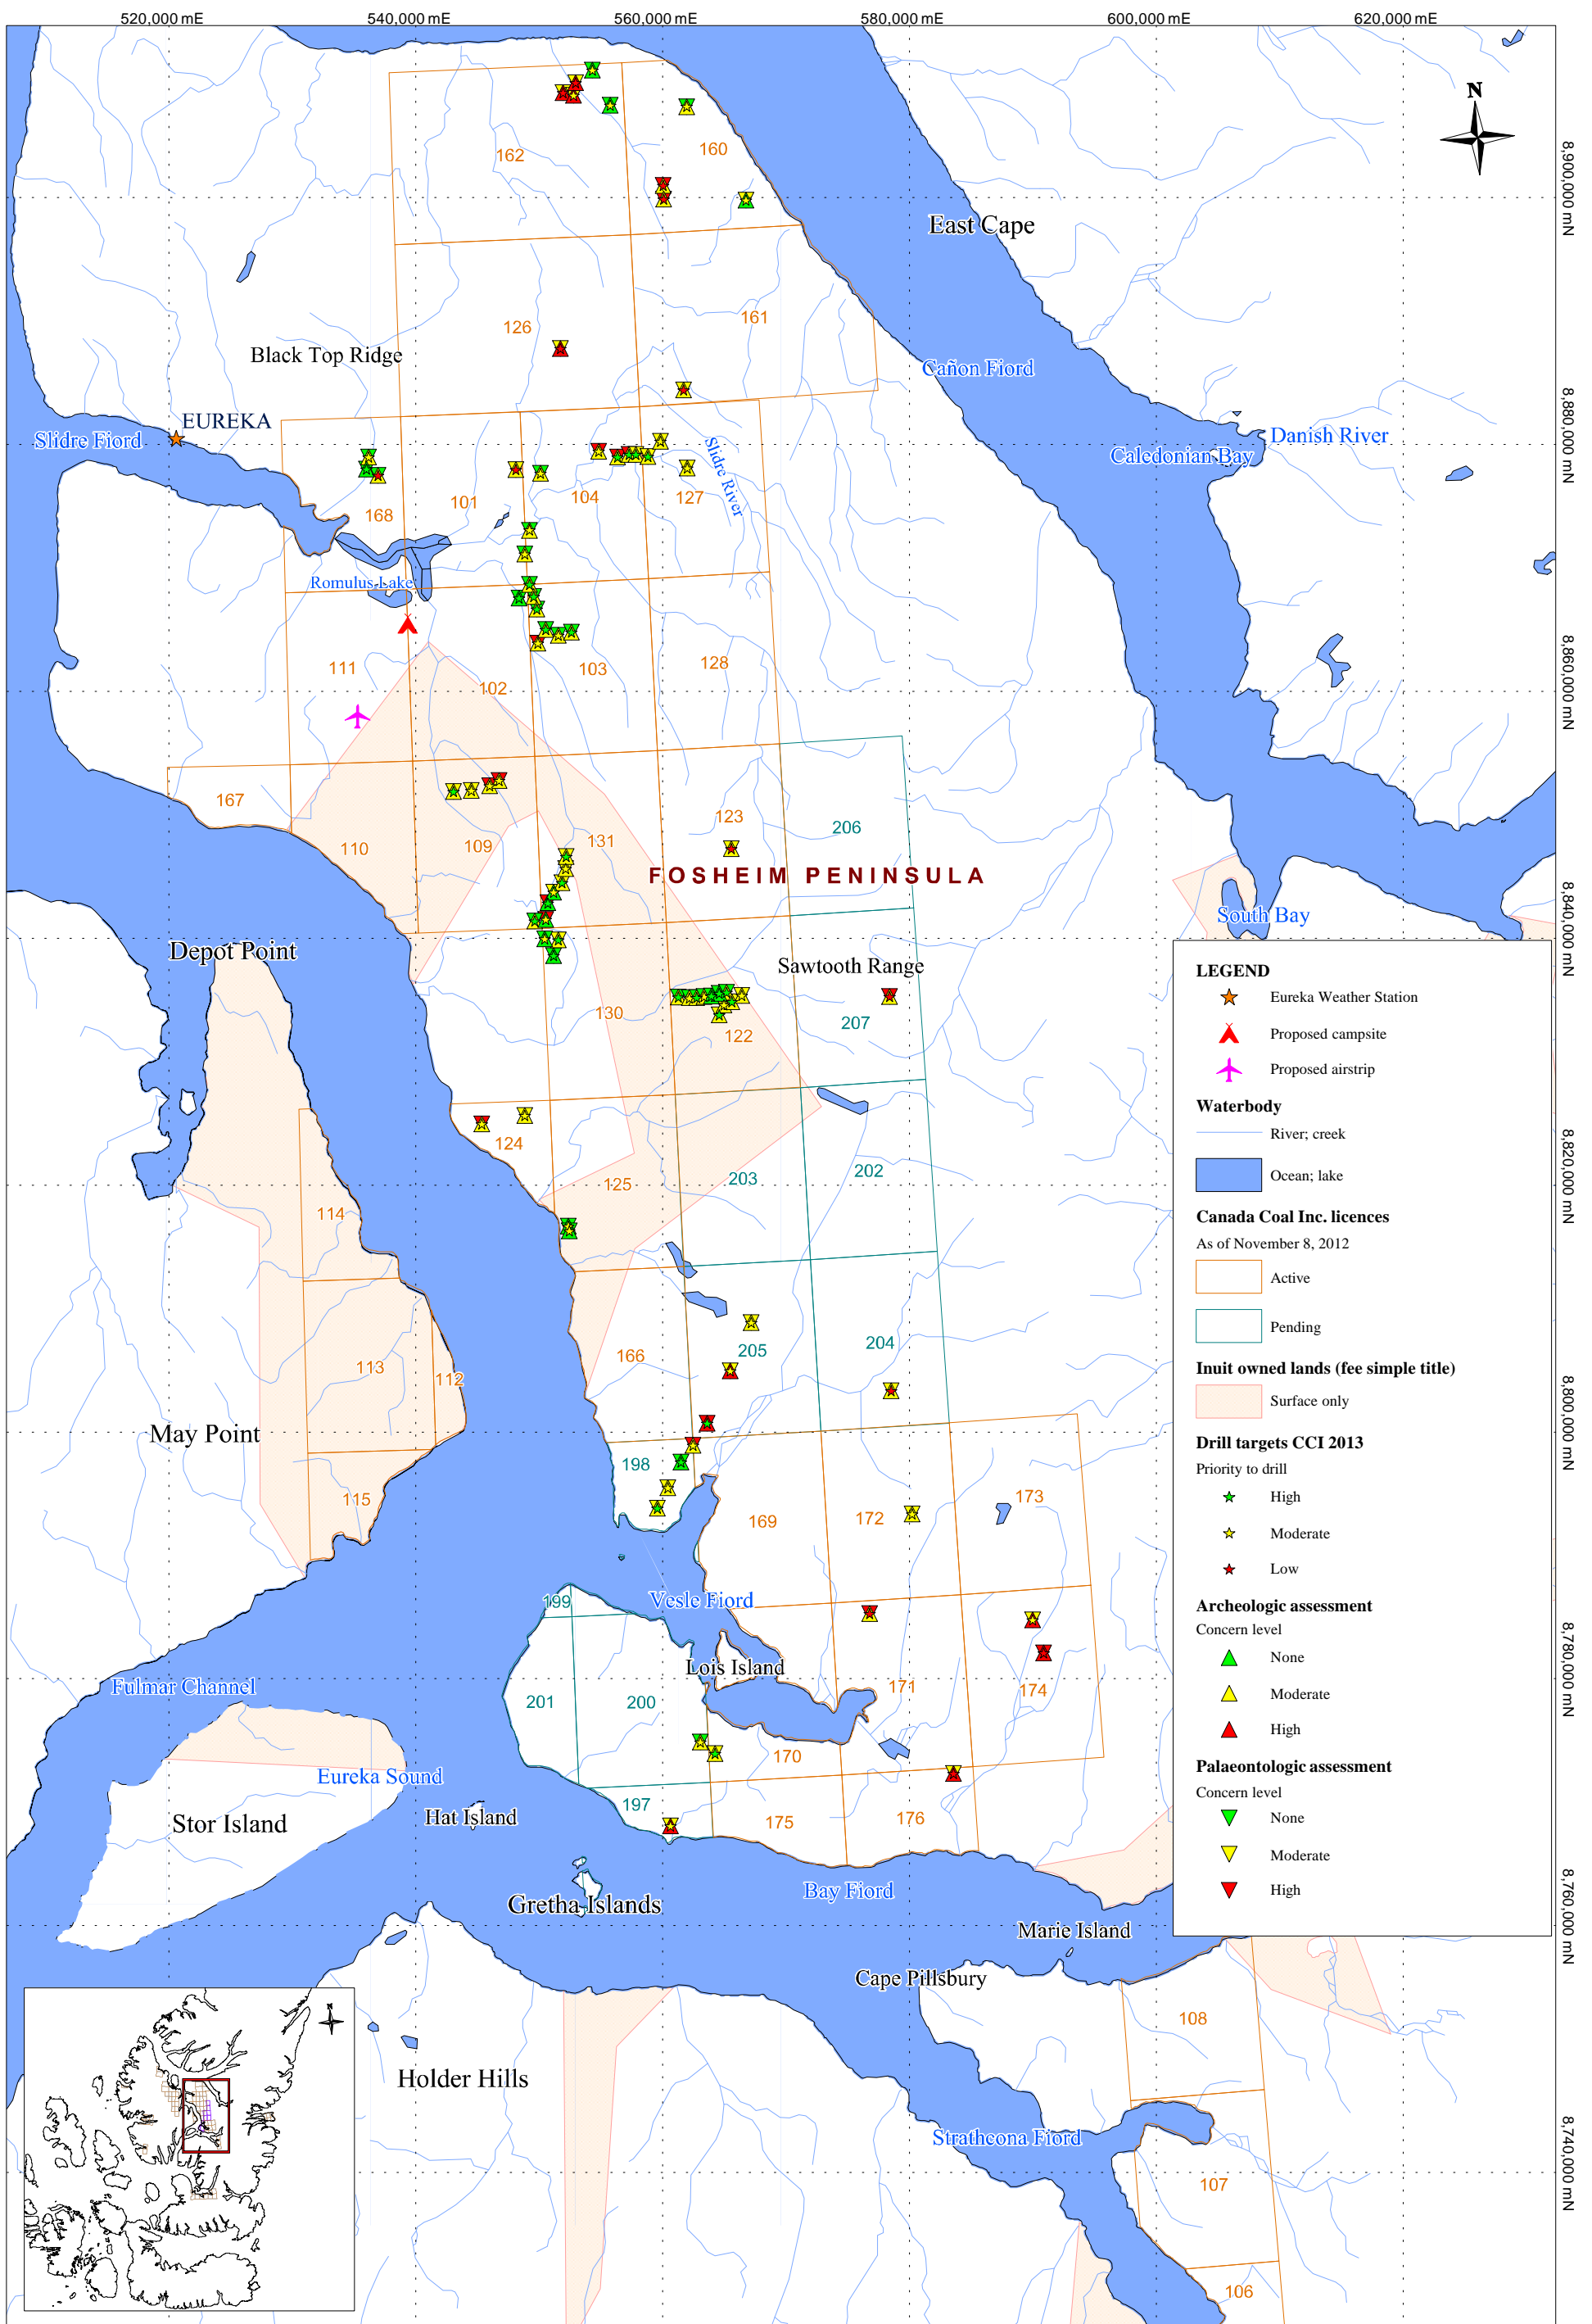 520,000 mE
540,000 mE
560,000 mE
580,000 mE
600,000 mE
620,000 mE
N
162
160
8,900,000 mN
East Cape
126
161
Black Top Ridge
Cañon Fiord
EUREKA
Slidre Fiord
8,880,000 mN
Danish River
Caledonian Bay
Slidre River
168
101
104
127
Romulus Lake
111
102
103
128
8,860,000 mN
167
110
109
131
123
206
FOSHEIM PENINSULA
8,840,000 mN
South Bay
Depot Point
Sawtooth Range
130
122
207
124
125
203
202
8,820,000 mN
114
113
112
166
205
204
May Point
8,800,000 mN
115
198
169
172
173
Vesle Fiord
199
Lois Island
8,780,000 mN
Fulmar Channel
201
200
171
174
170
Eureka Sound
Stor Island
Hat Island
197
175
176
Bay Fiord
Gretha Islands
8,760,000 mN
Marie Island
Cape Pillsbury
108
Holder Hills
Strathcona Fiord
8,740,000 mN
107
106
LEGEND
Eureka Weather Station
Proposed campsite
Proposed airstrip
Waterbody
River; creek
Ocean; lake
Canada Coal Inc. licences
As of November 8, 2012
Active
Pending
Inuit owned lands (fee simple title)
Surface only
Drill targets CCI 2013
Priority to drill
High
Moderate
Low
Archeologic assessment
Concern level
None
Moderate
High
Palaeontologic assessment
Concern level
None
Moderate
High
N